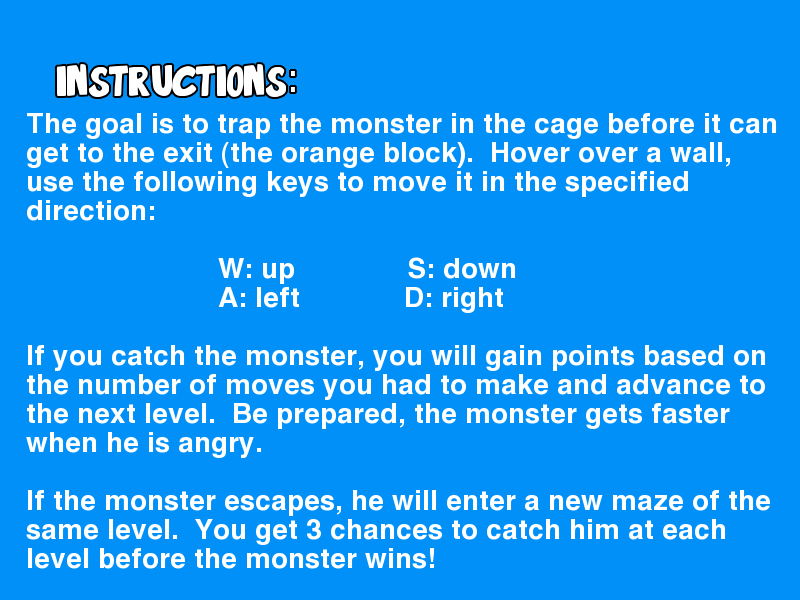 INSTRUCTIONS:
The goal is to trap the monster in the cage before it can
get to the exit (the orange block).  Hover over a wall,
use the following keys to move it in the specified
direction:
W: up S: down
A: left D: right
If you catch the monster, you will gain points based on
the number of moves you had to make and advance to
the next level.  Be prepared, the monster gets faster
when he is angry.
If the monster escapes, he will enter a new maze of the
same level.  You get 3 chances to catch him at each
level before the monster wins!